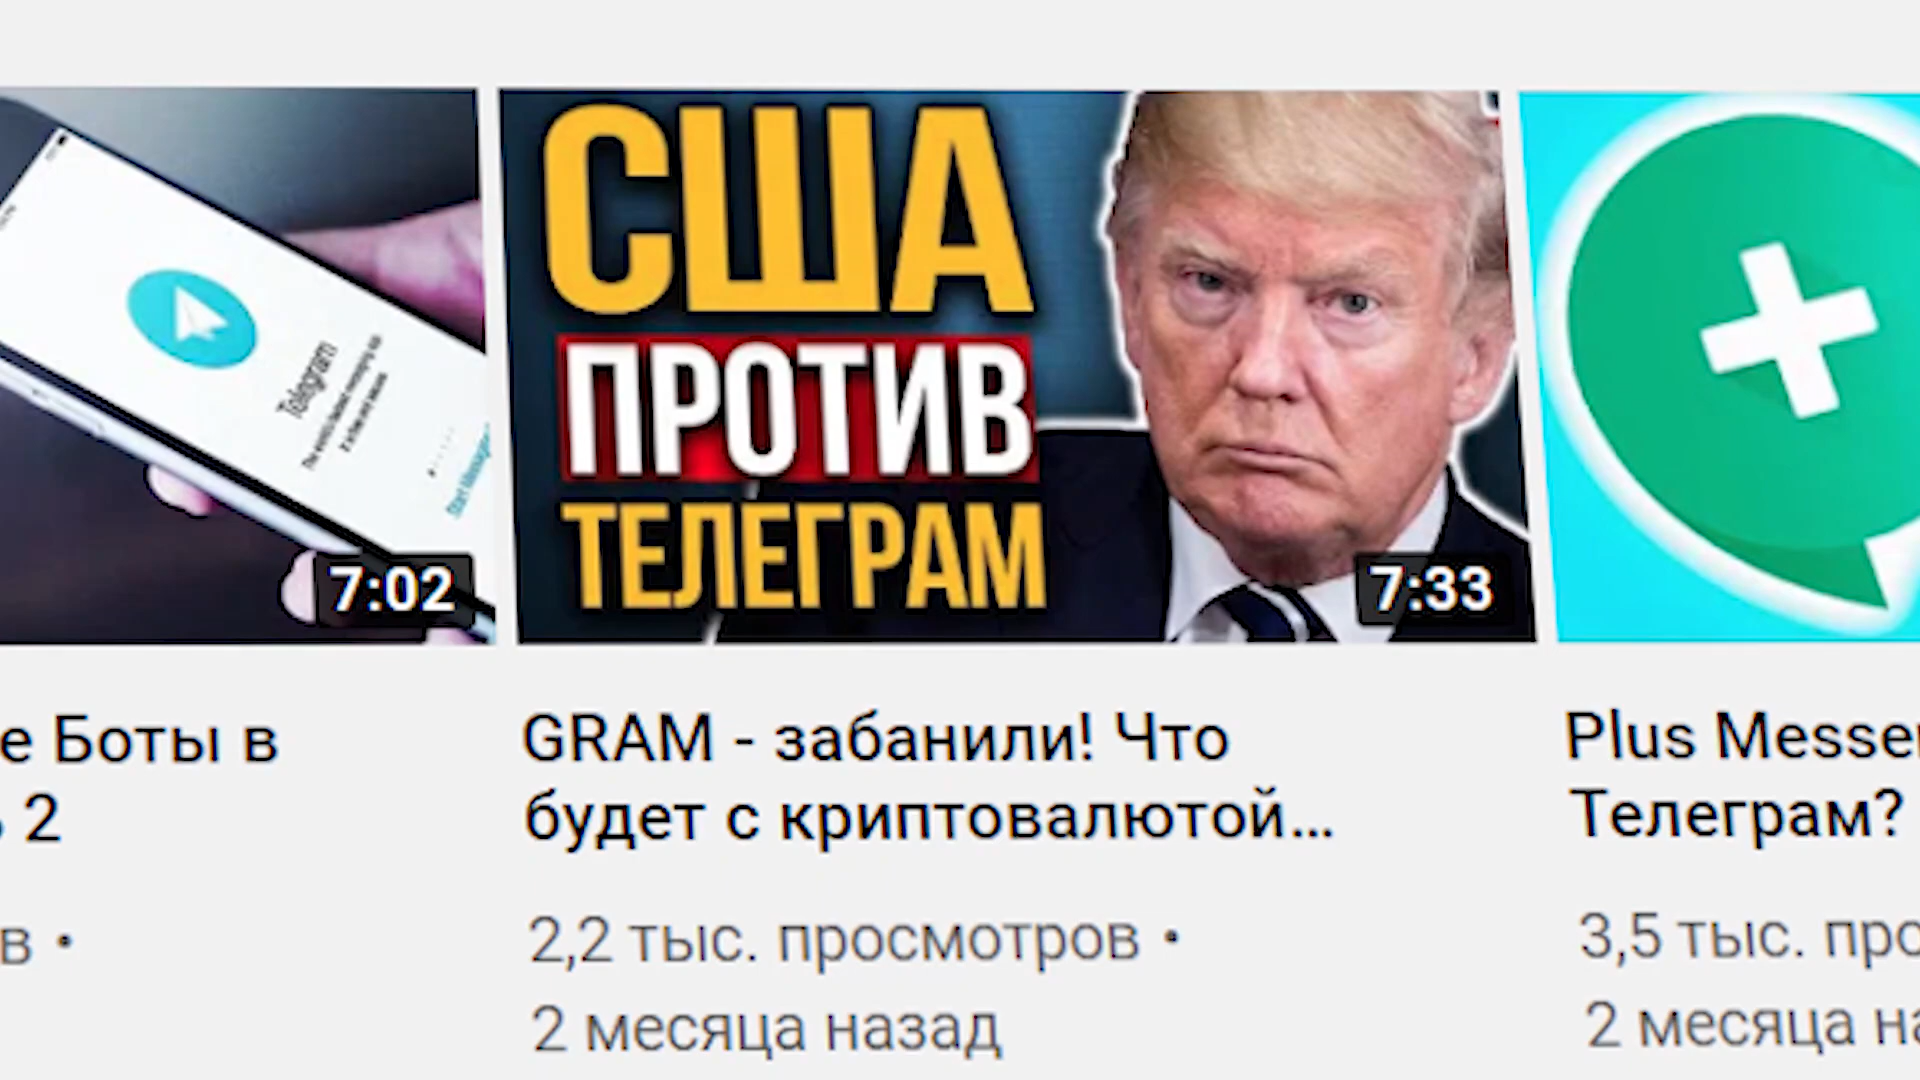 Telegram
7:02
е Боты в
2
в •
США
ПРОТИВ
ТЕЛЕГРАМ
7:33
GRAM - забанили! Что
будет с криптовалютой...
2,2 тыс. просмотров •
2 месяца назад
Plus Messe
Телеграм?
3,5 тыс. про
2 месяца на